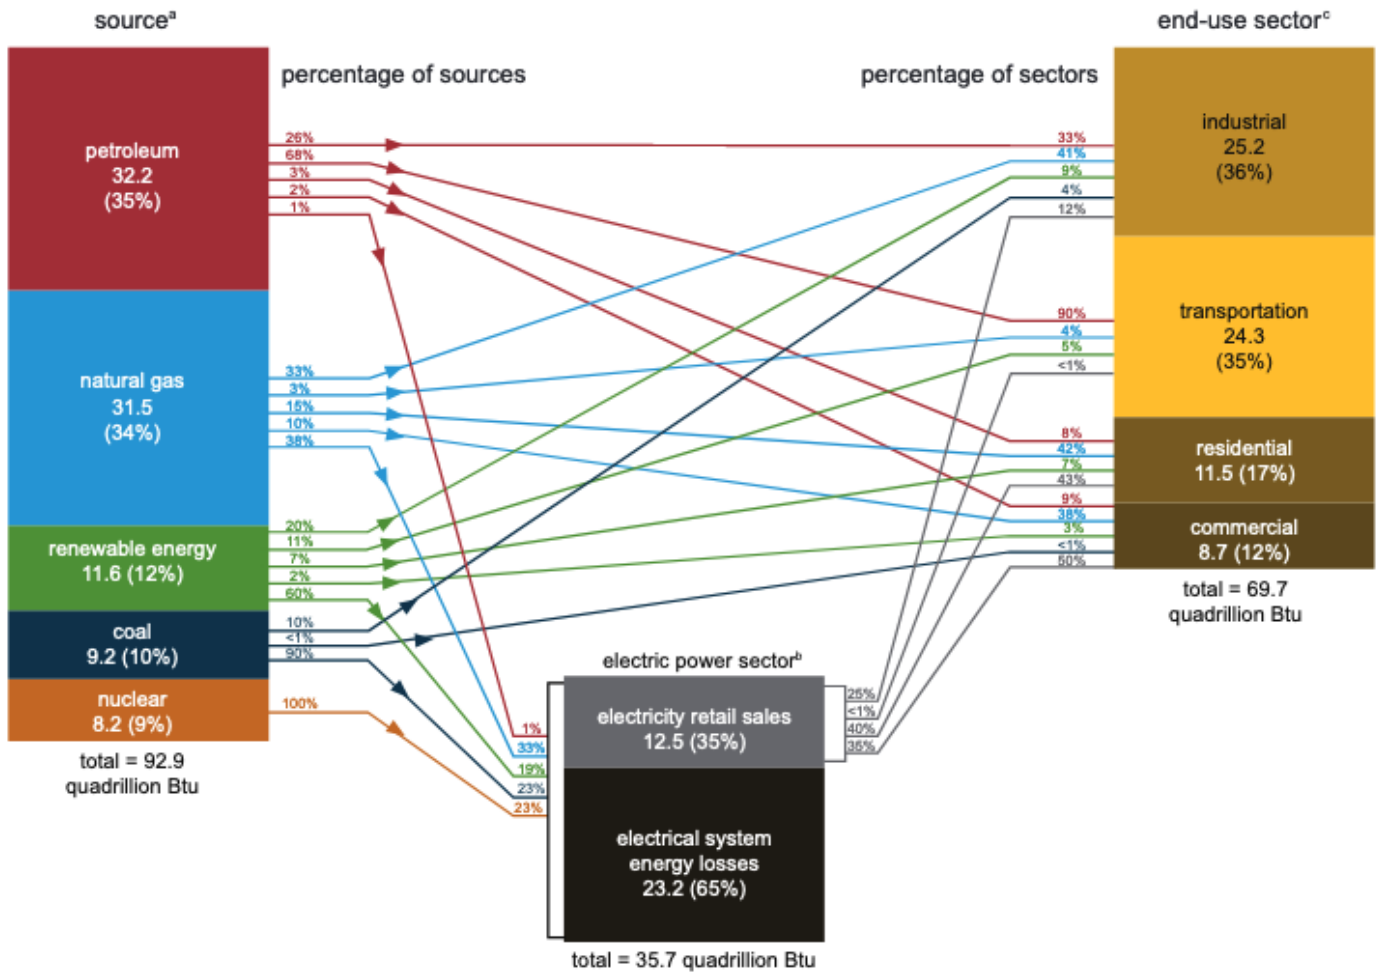 sourceª
end-use sectorᶜ
percentage of sources
percentage of sectors
petroleum
32.2
(35%)
26%
68%
3%
2%
1%
natural gas
31.5
(34%)
33%
3%
15%
10%
38%
renewable energy
11.6 (12%)
20%
11%
7%
2%
60%
coal
9.2 (10%)
10%
<1%
90%
nuclear
8.2 (9%)
100%
total = 92.9
quadrillion Btu
1%
33%
19%
23%
23%
electric power sectorᵇ
electricity retail sales
12.5 (35%)
electrical system
energy losses
23.2 (65%)
total = 35.7 quadrillion Btu
25%
<1%
40%
35%
33%
41%
9%
4%
12%
industrial
25.2
(36%)
90%
4%
5%
<1%
transportation
24.3
(35%)
8%
42%
7%
43%
residential
11.5 (17%)
9%
38%
3%
<1%
50%
commercial
8.7 (12%)
total = 69.7
quadrillion Btu